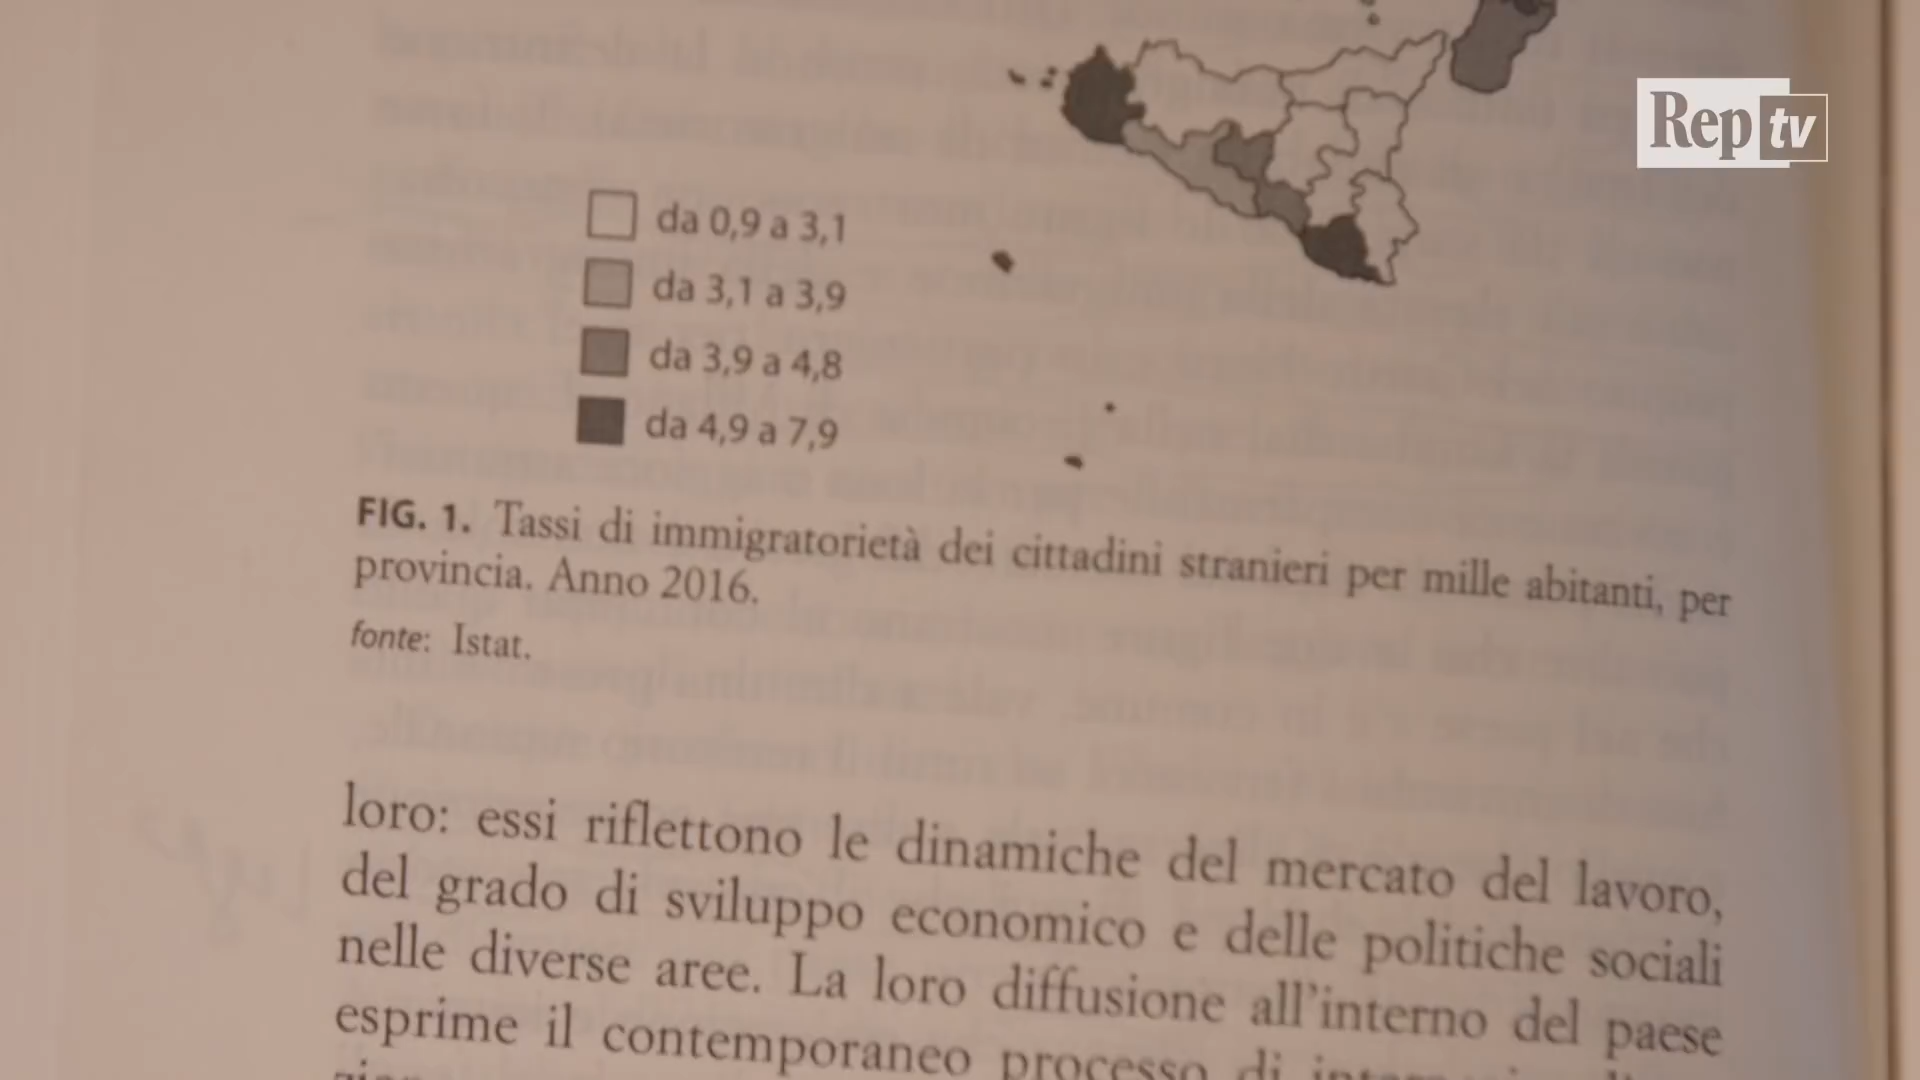 Rep tv
da 0,9 a 3,1
da 3,1 a 3,9
da 3,9 a 4,8
da 4,9 a 7,9
FIG. 1. Tassi di immigratorietà dei cittadini stranieri per mille abitanti, per
provincia. Anno 2016.
fonte: Istat.
loro: essi riflettono le dinamiche del mercato del lavoro,
del grado di sviluppo economico e delle politiche sociali
nelle diverse aree. La loro diffusione all'interno del paese
esprime il contemporaneo processo di